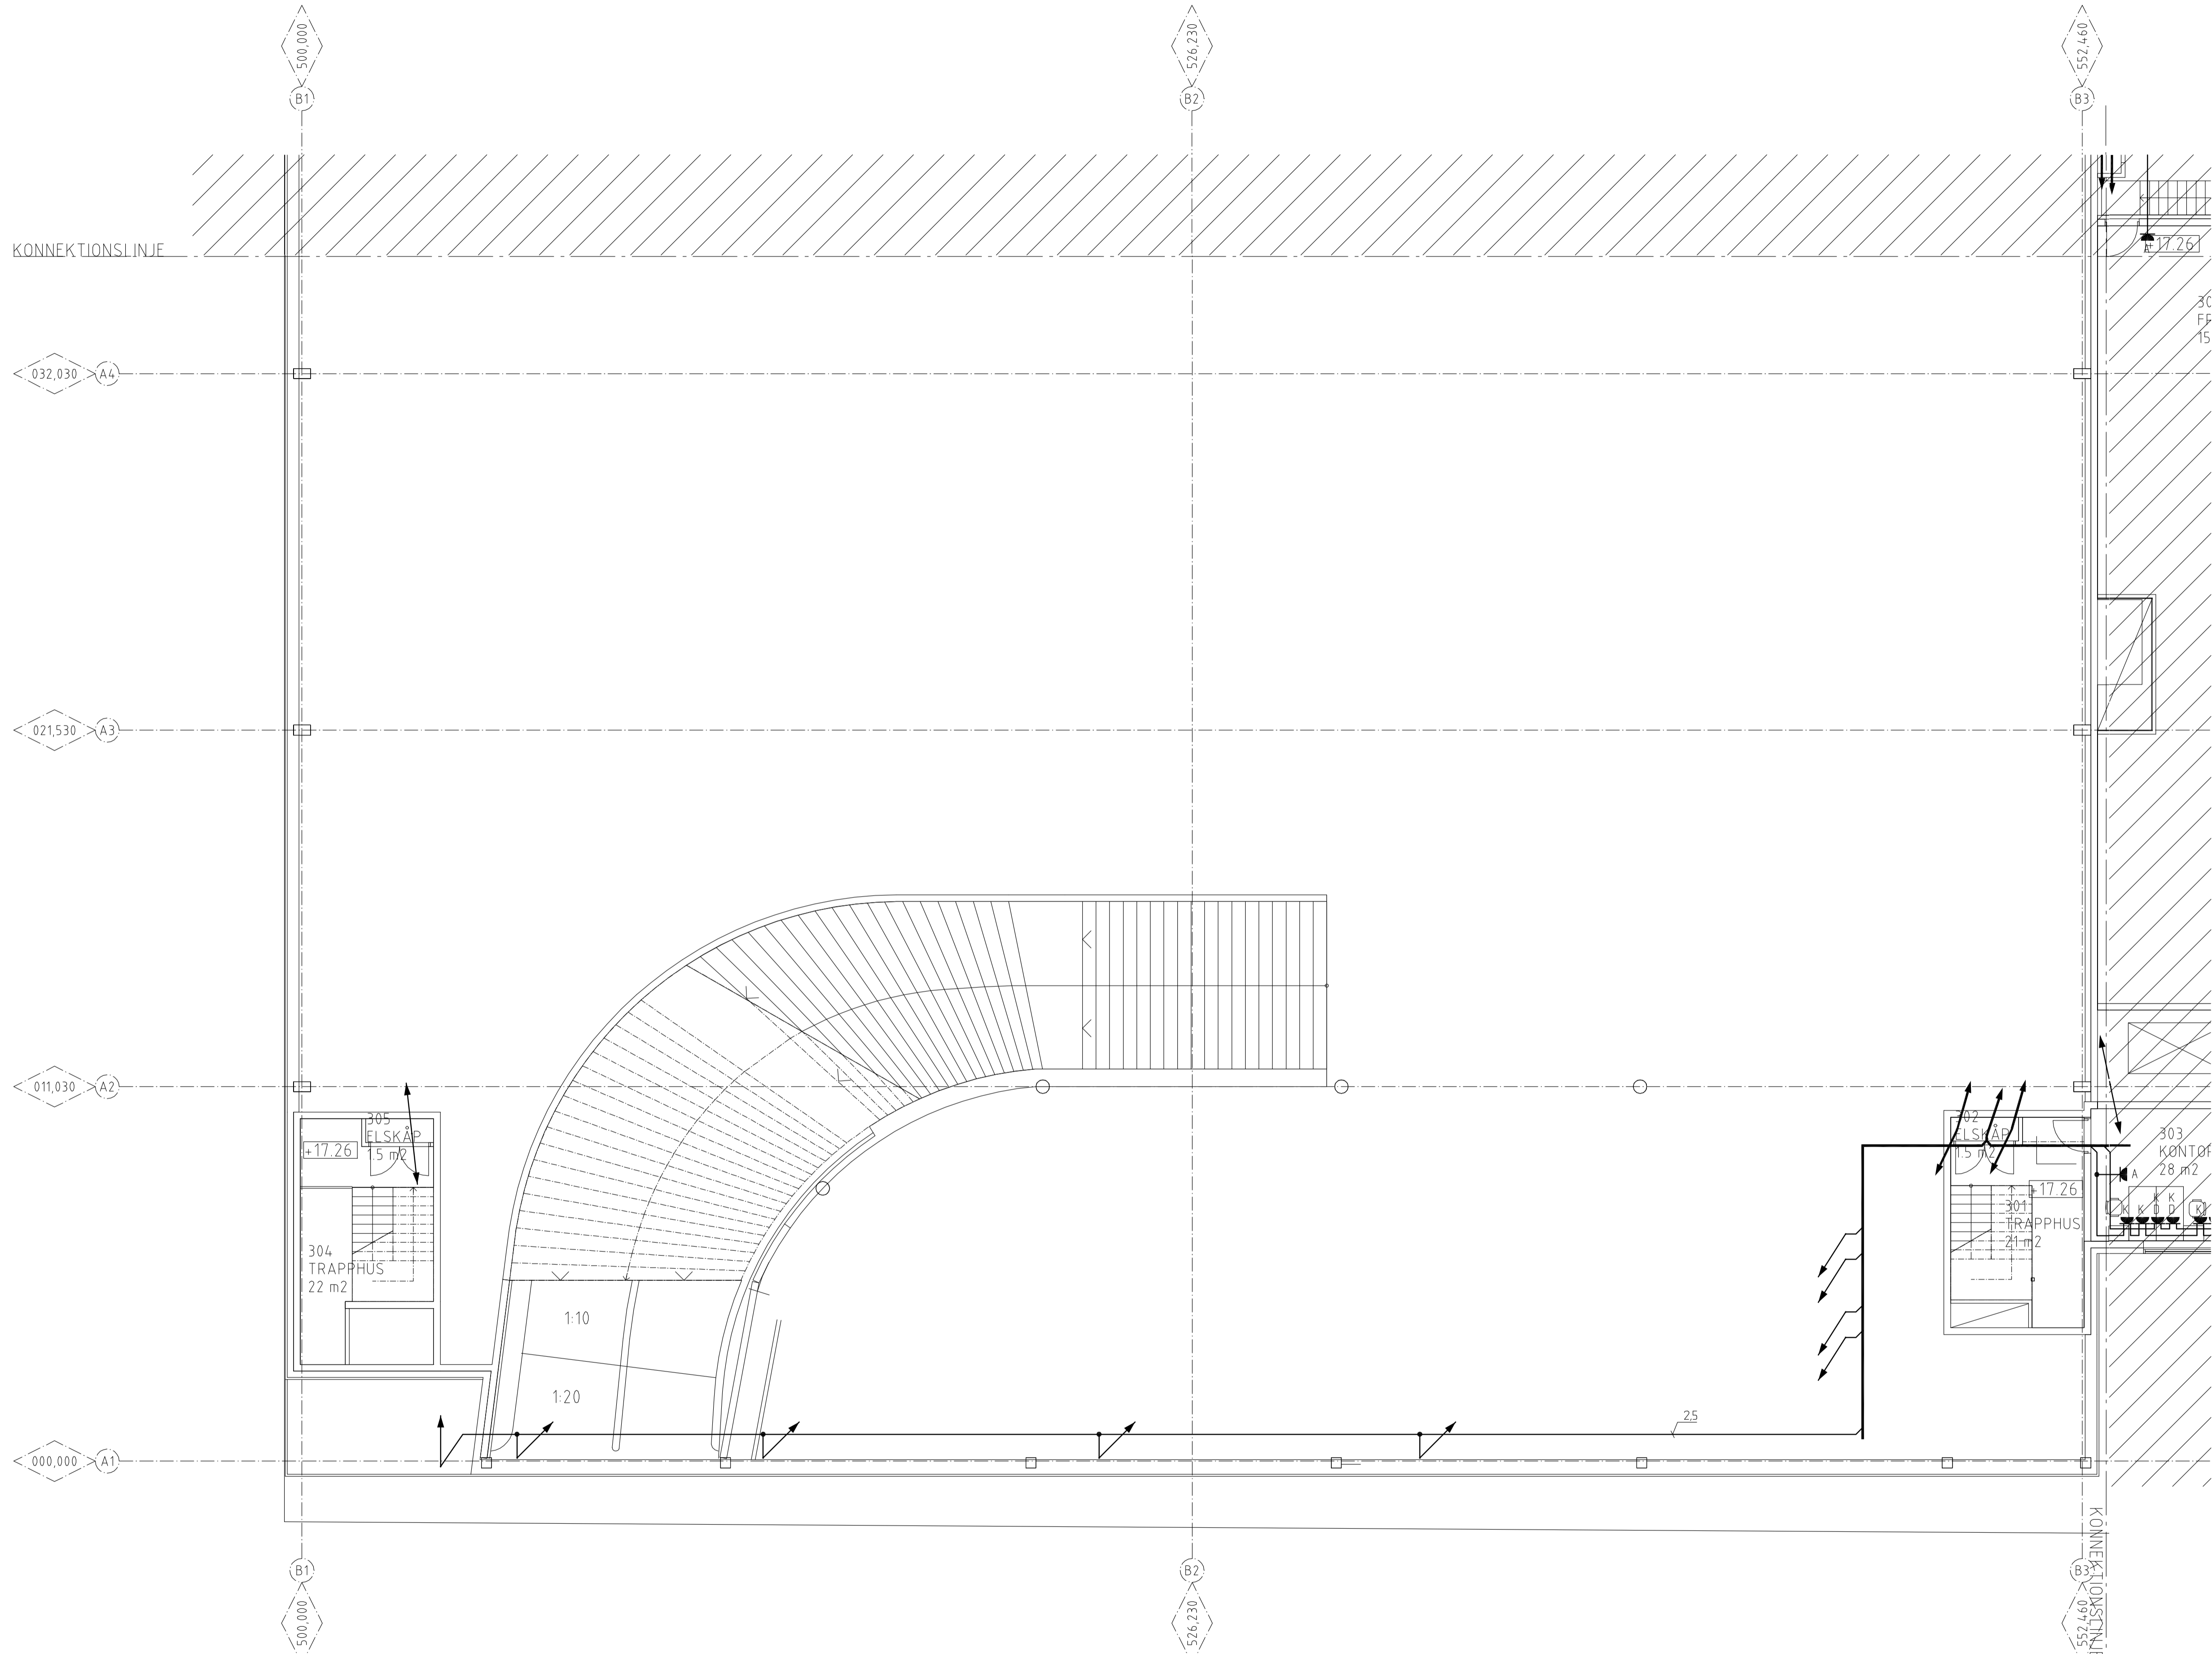 500,000
526,230
552,460
B1
B2
B3
KONNEKTIONSLINJE
+17.26
A
032,030
A4
021,530
A3
011,030
A2
305
ELSKÅP
1.5 m2
+17.26
304
TRAPPHUS
22 m2
302
ELSKÅP
1.5 m2
303
28 m2
A
+17.26
301
TRAPPHUS
21 m2
K K
K K D D K
1:10
1:20
2,5
000,000
A1
KONNEKTIONSLINJE
B1
B2
B3
500,000
526,230
552,460